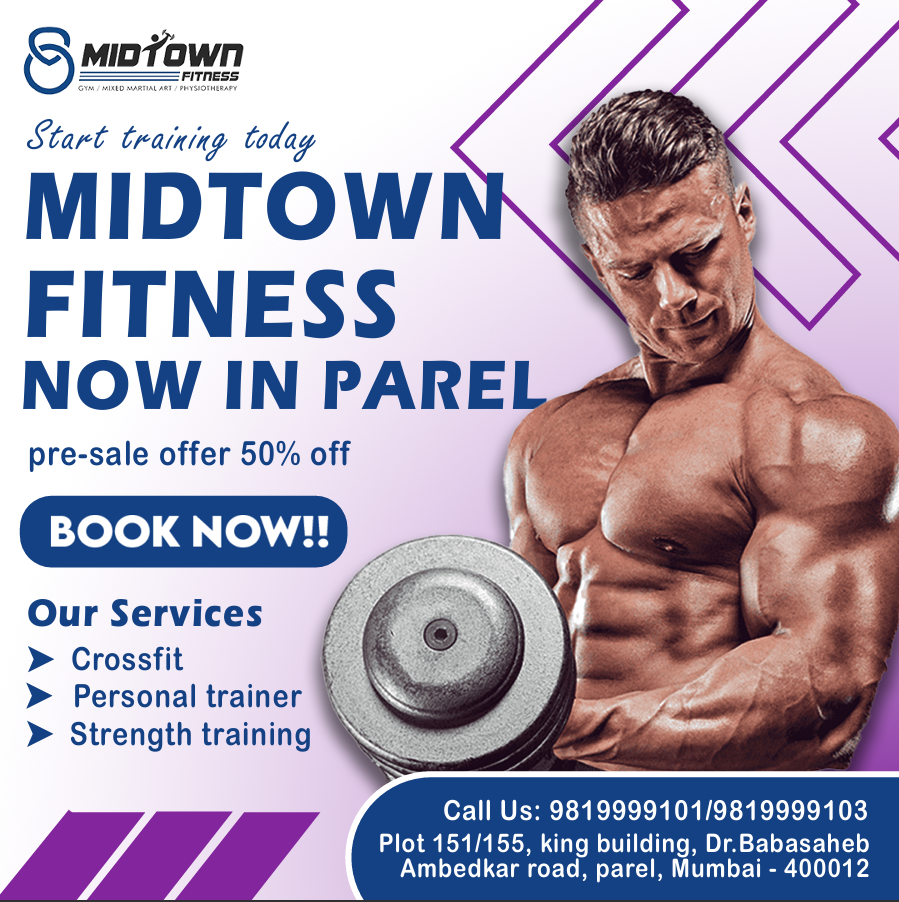 MIDTOWN
FITNESS
GYM / MIXED MARTIAL ART / PHYSIOTHERAPY
Start training today
MIDTOWN
FITNESS
NOW IN PAREL
pre-sale offer 50% off
BOOK NOW!!
Our Services
Crossfit
Personal trainer
Strength training
Call Us: 9819999101/9819999103
Plot 151/155, king building, Dr.Babasaheb
Ambedkar road, parel, Mumbai - 400012